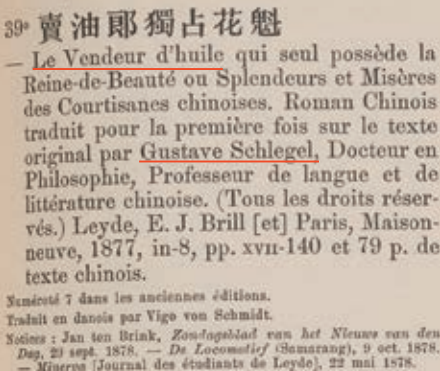 39º 賣油郎獨占花魁
— Le Vendeur d'huile qui seul possède la
Reine-de-Beauté ou Splendeurs et Misères
des Courtisanes chinoises. Roman Chinois
traduit pour la première fois sur le texte
original par Gustave Schlegel, Docteur en
Philosophie, Professeur de langue et de
littérature chinoise. (Tous les droits réser-
vés.) Leyde, E. J. Brill [et] Paris, Maison-
neuve, 1877, in-8, pp. XVII-140 et 79 p. de
texte chinois.
Numéroté 7 dans les anciennes éditions.
Traduit en danois par Vigo von Schmidt.
Notices : Jan ten Brink, Zondagsblad van het Nieuws van den
Dag, 29 sept. 1878. — De Locomotief (Samarang), 9 oct. 1878.
— Minerva [Journal des étudiants de Leyde], 22 mai 1878.